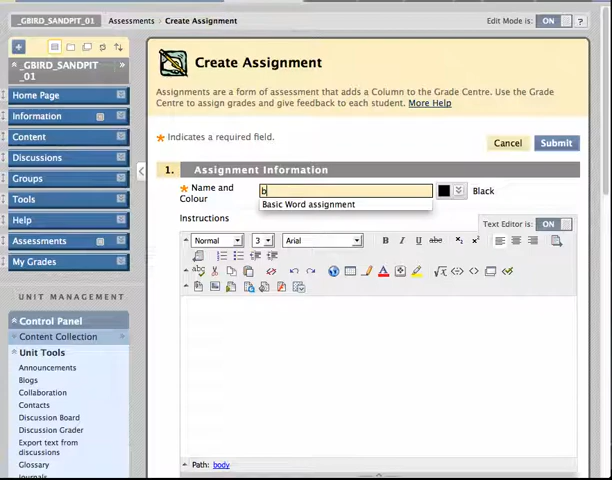 _GBIRD_SANDPIT_01
Assessments > Create Assignment
Edit Mode is: ON ?
_GBIRD_SANDPIT
_01
Home Page
Information
Content
Discussions
Groups
Tools
Help
Assessments
My Grades
UNIT MANAGEMENT
Control Panel
Content Collection
Unit Tools
Announcements
Blogs
Collaboration
Contacts
Discussion Board
Discussion Grader
Export text from
discussions
Glossary
Journals
Create Assignment
Assignments are a form of assessment that adds a Column to the Grade Centre. Use the Grade
Centre to assign grades and give feedback to each student. More Help
Indicates a required field.
Cancel Submit
1. Assignment Information
Name and
Colour
b
Black
Basic Word assignment
Instructions
Text Editor is: ON
Normal 3 Arial B I U abc
Path: body